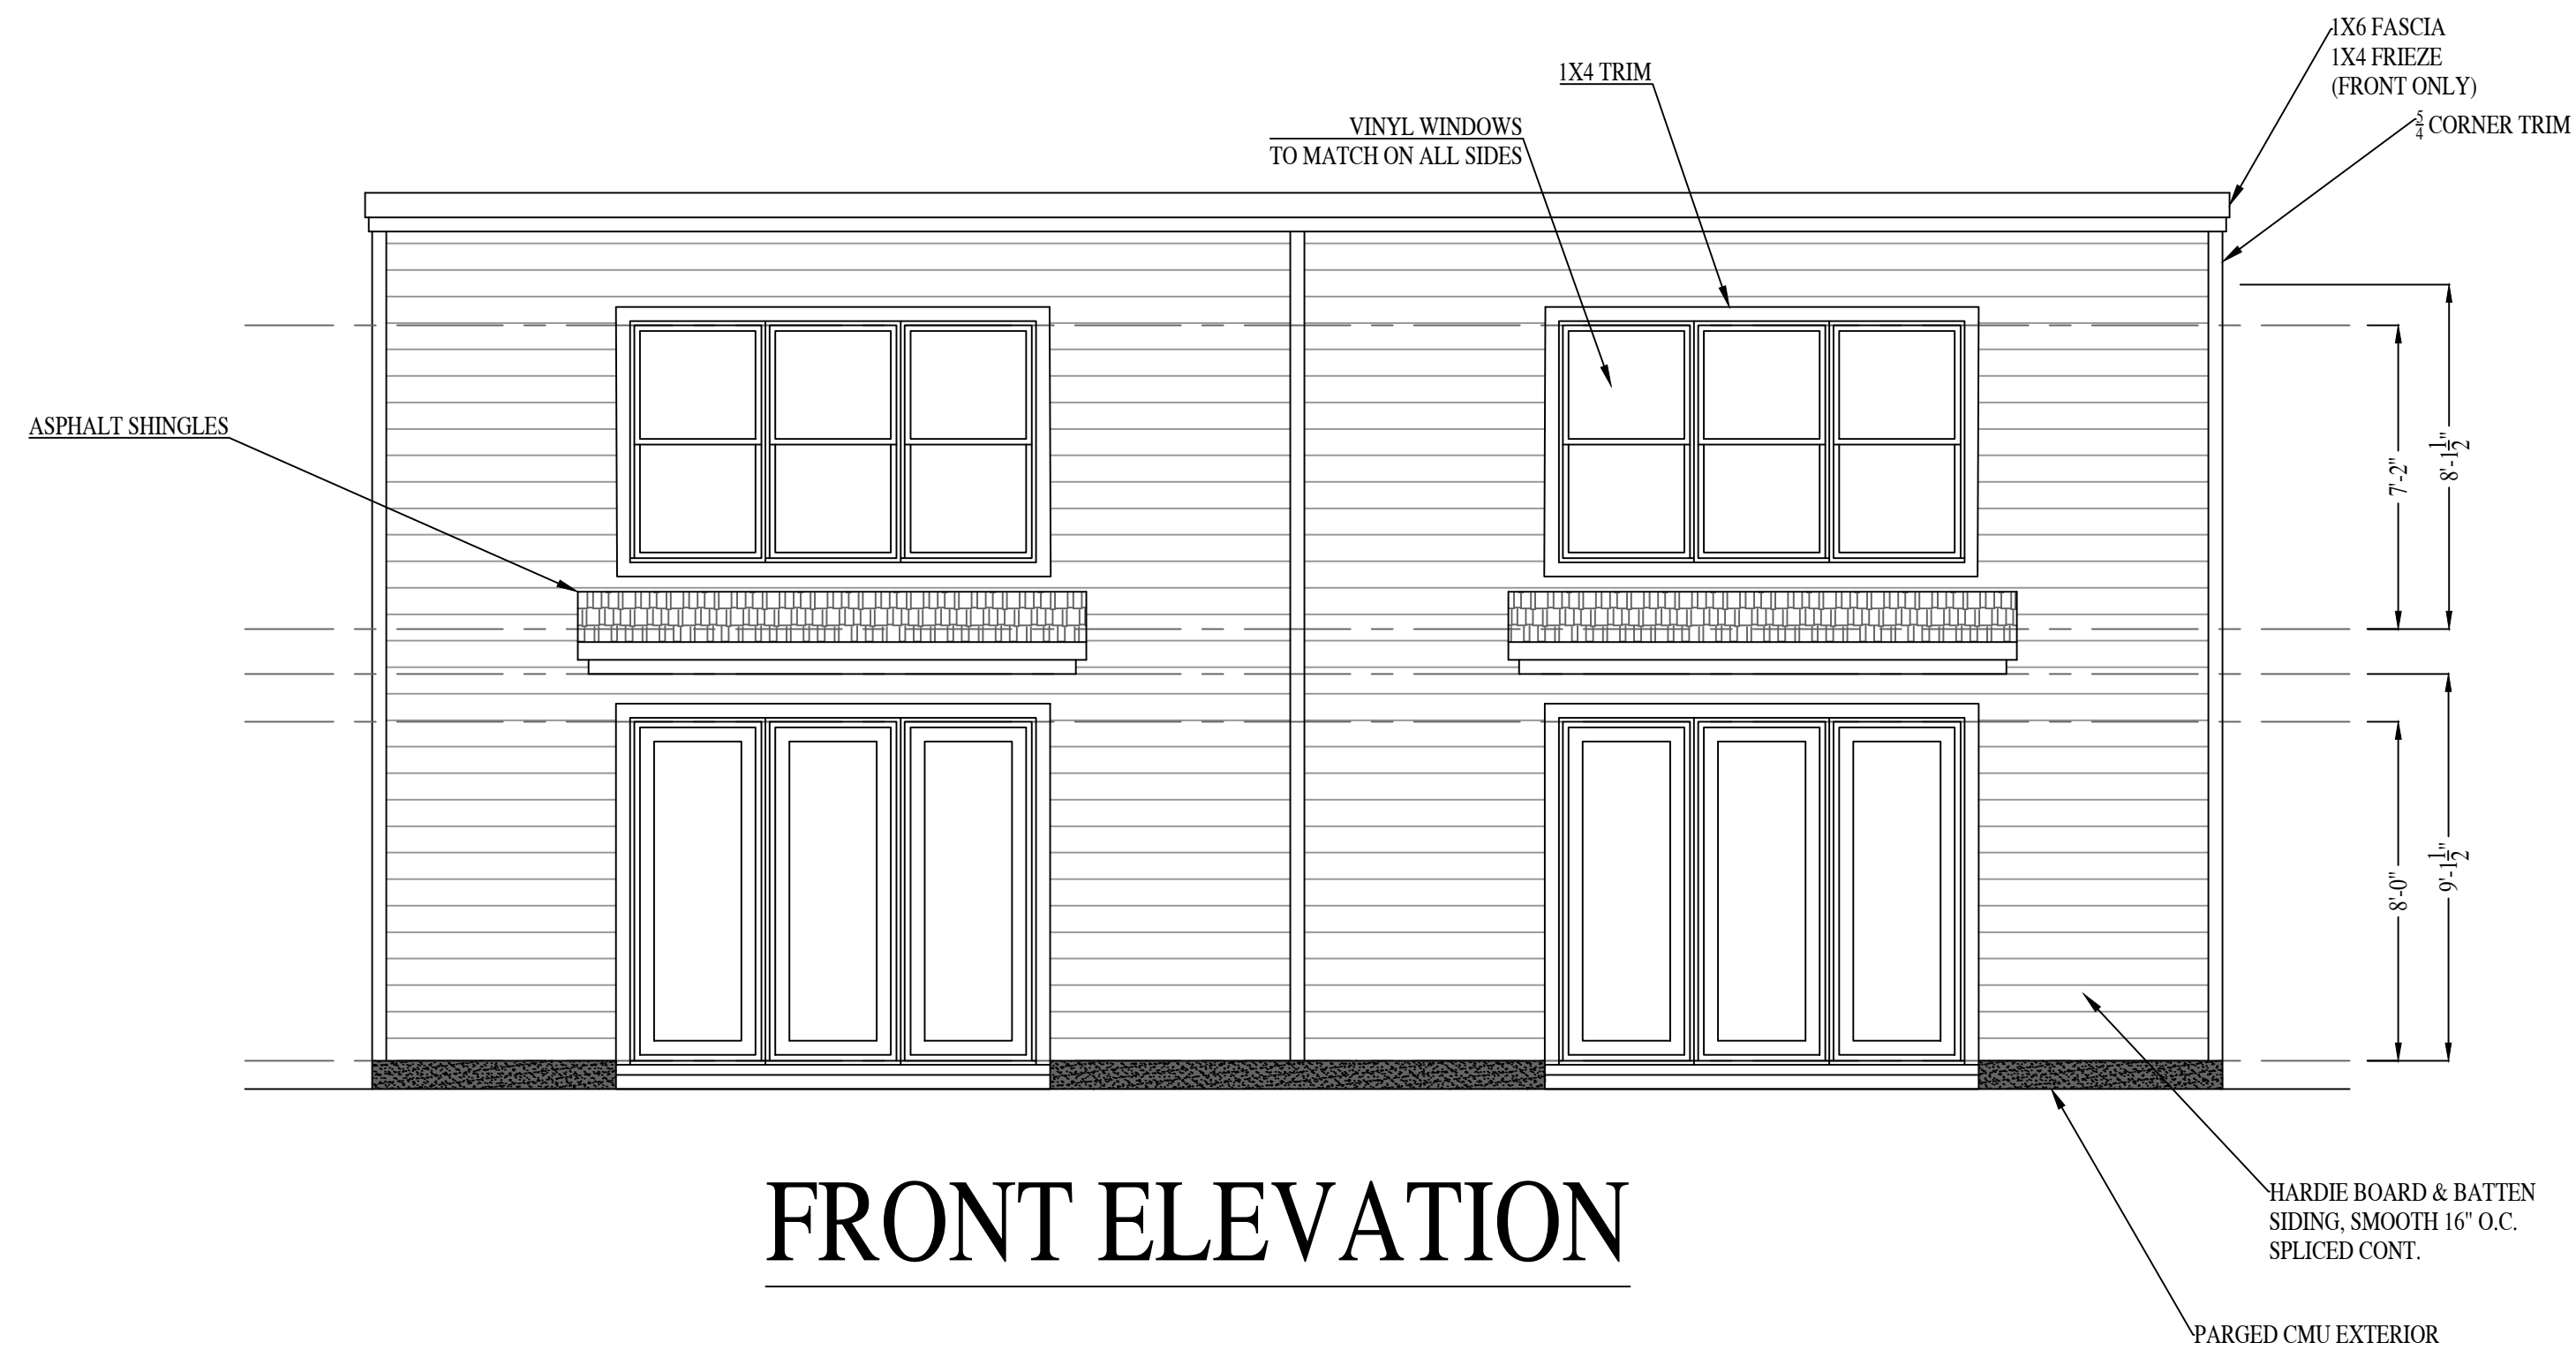 1X6 FASCIA
1X4 FRIEZE
(FRONT ONLY)
5/4 CORNER TRIM
1X4 TRIM
VINYL WINDOWS
TO MATCH ON ALL SIDES
ASPHALT SHINGLES
7'-2"
8'-1 1/2"
8'-0"
9'-1 1/2"
HARDIE BOARD & BATTEN
SIDING, SMOOTH 16" O.C.
SPLICED CONT.
PARGED CMU EXTERIOR
FRONT ELEVATION